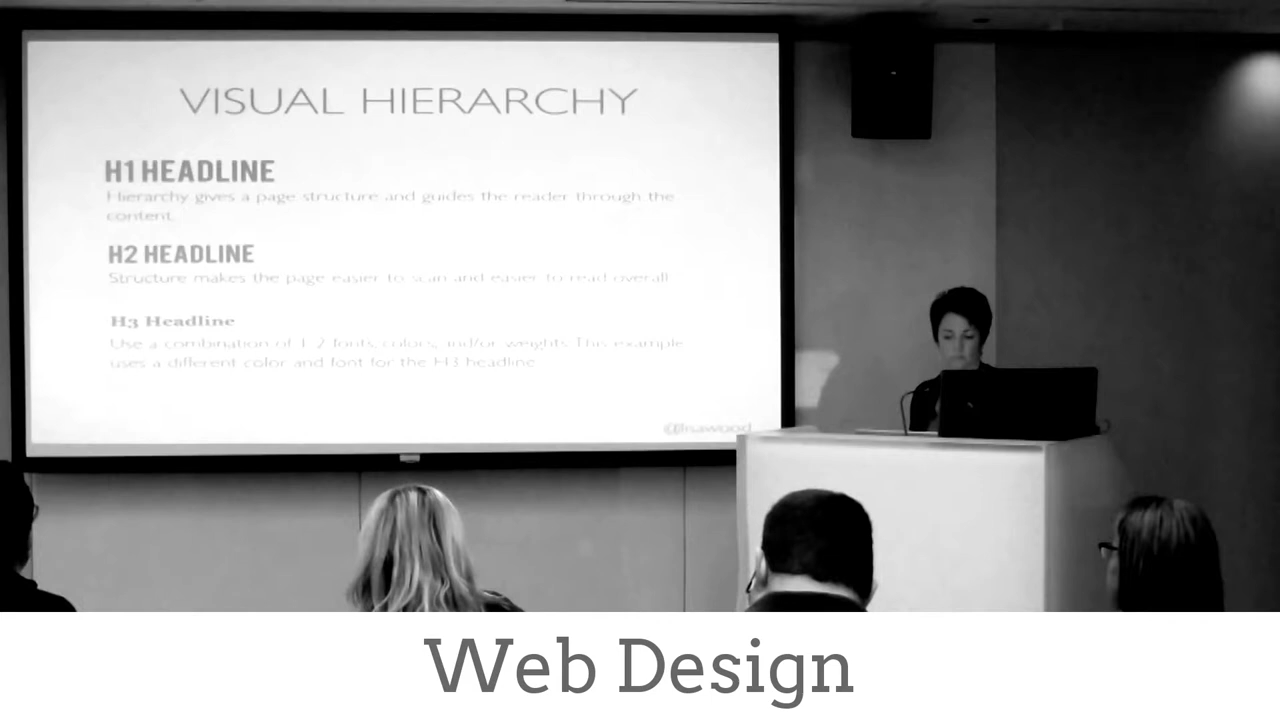 VISUAL HIERARCHY
H1 HEADLINE
Hierarchy gives a page structure and guides the reader through the
content.
H2 HEADLINE
Structure makes the page easier to scan and easier to read overall.
H3 Headline
Use a combination of 1-2 fonts, colors, and/or weights. This example
uses a different color and font for the H3 headline.
Web Design